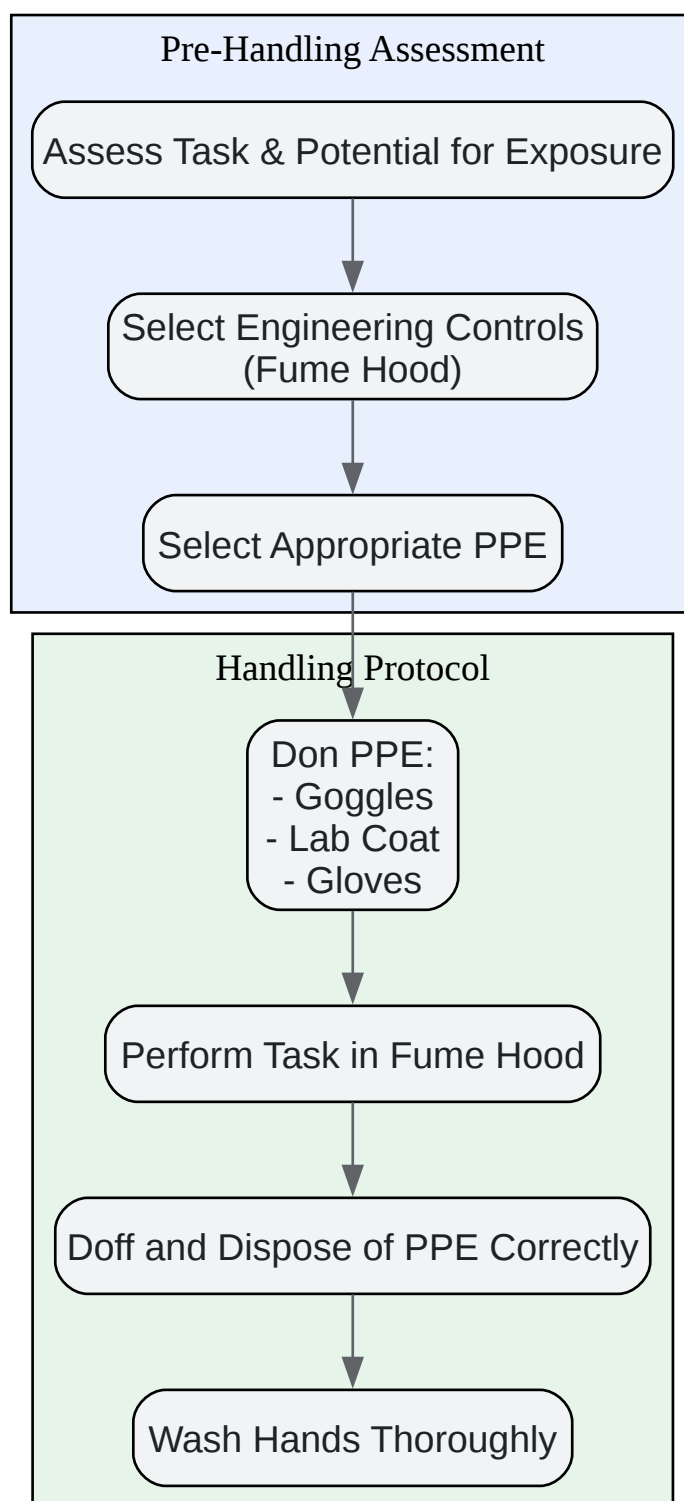 Pre-Handling Assessment
Assess Task & Potential for Exposure
Select Engineering Controls
(Fume Hood)
Select Appropriate PPE
Handling Protocol
Don PPE:
- Goggles
- Lab Coat
- Gloves
Perform Task in Fume Hood
Doff and Dispose of PPE Correctly
Wash Hands Thoroughly